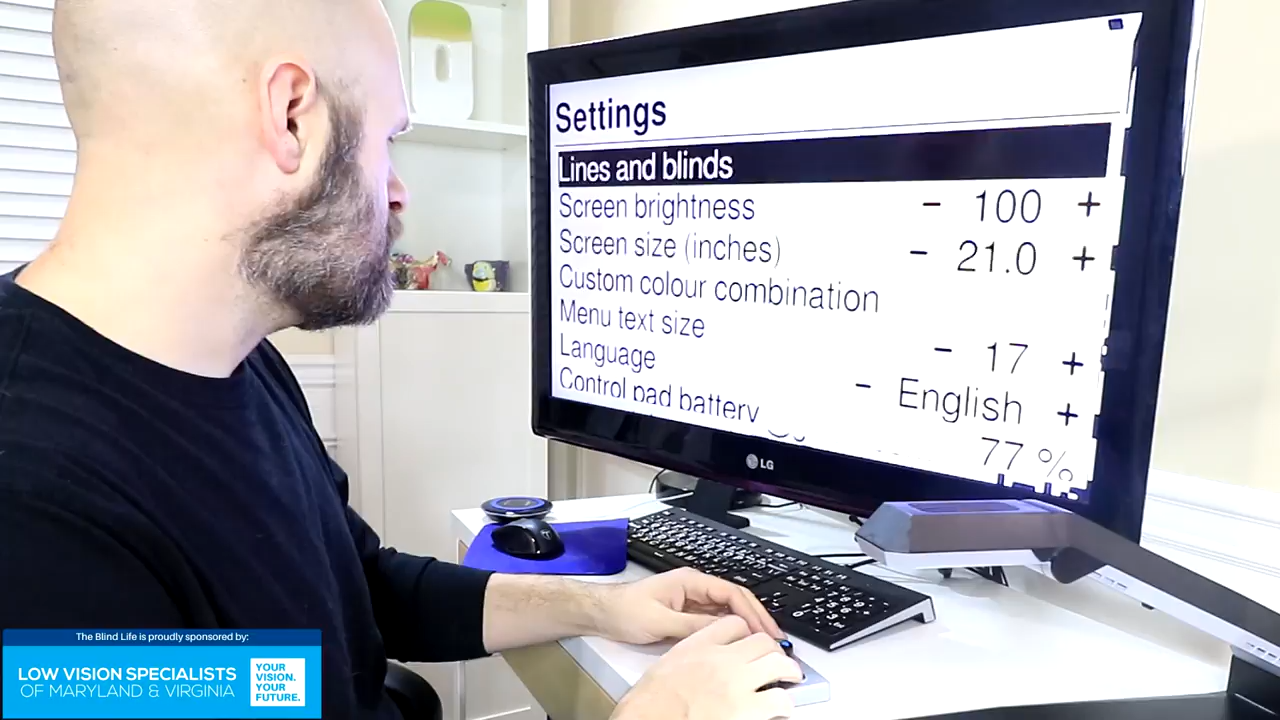 Settings
Lines and blinds
Screen brightness - 100 +
Screen size (inches) - 21.0 +
Custom colour combination
Menu text size - 17 +
Language - English +
Control pad battery 77 %
LG
The Blind Life is proudly sponsored by:
LOW VISION SPECIALISTS
OF MARYLAND & VIRGINIA
YOUR
VISION.
YOUR
FUTURE.